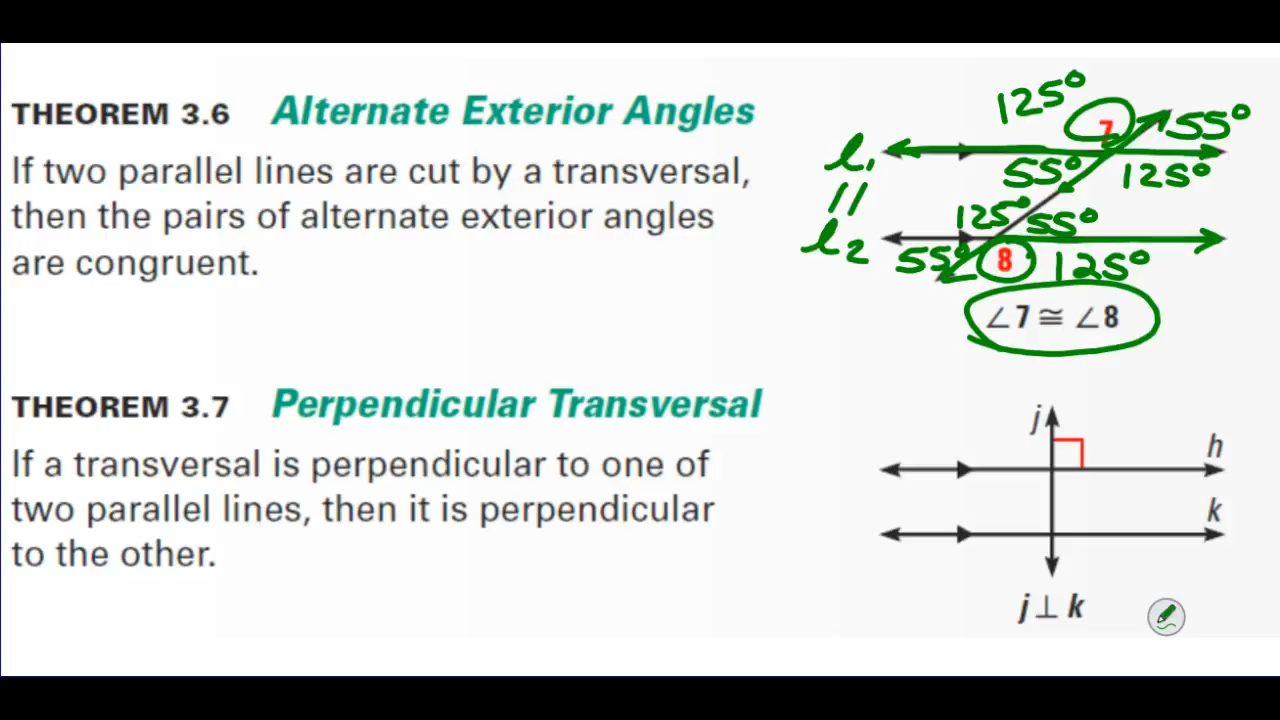 THEOREM 3.6 Alternate Exterior Angles
If two parallel lines are cut by a transversal,
then the pairs of alternate exterior angles
are congruent.
125°
7
55°
l₁
55°
125°
||
125°
55°
l₂
55°
8
125°
∠7 ≅ ∠8
THEOREM 3.7 Perpendicular Transversal
If a transversal is perpendicular to one of
two parallel lines, then it is perpendicular
to the other.
j
h
k
j ⊥ k